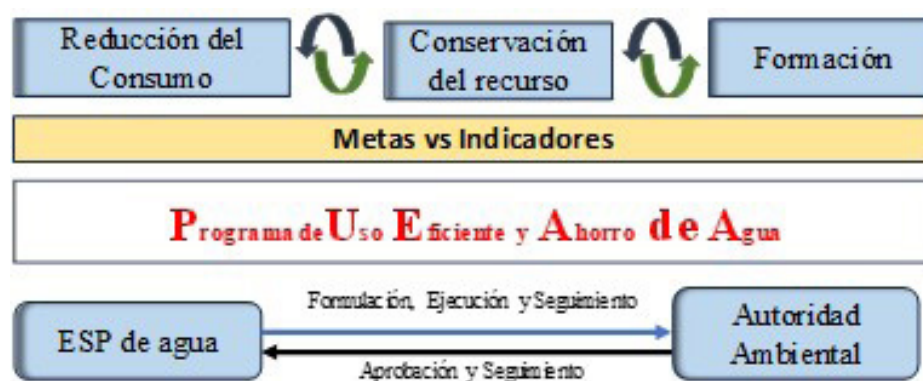 Reducción del
Consumo
Conservación
del recurso
Formación
Metas vs Indicadores
Programa de Uso Eficiente y Ahorro de Agua
Formulación, Ejecución y Seguimiento
ESP de agua
Autoridad
Ambiental
Aprobación y Seguimiento